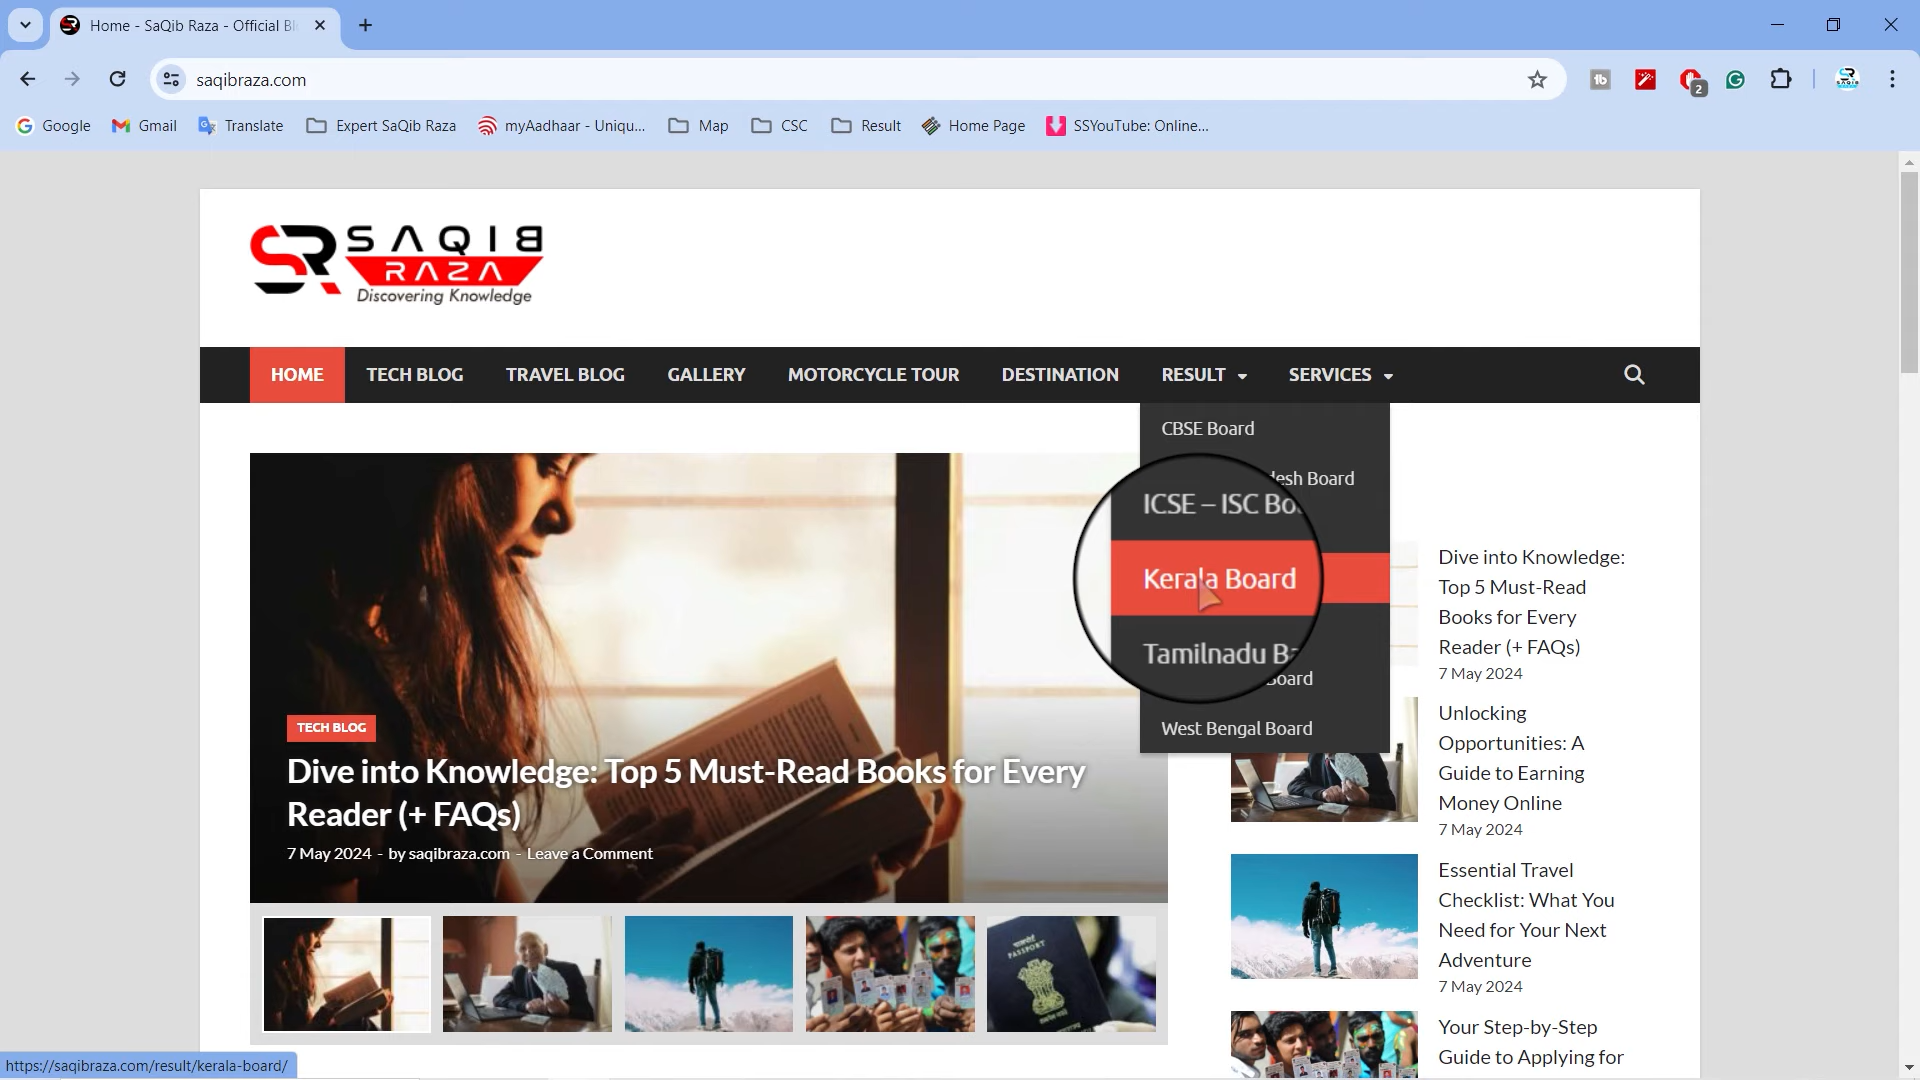 Home - SaQib Raza - Official Bl
saqibraza.com
2
Google
Gmail
Translate
Expert SaQib Raza
myAadhaar - Uniqu...
Map
CSC
Result
Home Page
SSYouTube: Online...
SR SAQIB
RAZA
Discovering Knowledge
HOME
TECH BLOG
TRAVEL BLOG
GALLERY
MOTORCYCLE TOUR
DESTINATION
RESULT
SERVICES
CBSE Board
Board
ICSE – ISC
Kerala Board
Tamilnadu
Board
West Bengal Board
TECH BLOG
Dive into Knowledge: Top 5 Must-Read Books for Every
Reader (+ FAQs)
7 May 2024 - by saqibraza.com - Leave a Comment
PASSPORT
Dive into Knowledge:
Top 5 Must-Read
Books for Every
Reader (+ FAQs)
7 May 2024
Unlocking
Opportunities: A
Guide to Earning
Money Online
7 May 2024
Essential Travel
Checklist: What You
Need for Your Next
Adventure
7 May 2024
Your Step-by-Step
Guide to Applying for
https://saqibraza.com/result/kerala-board/